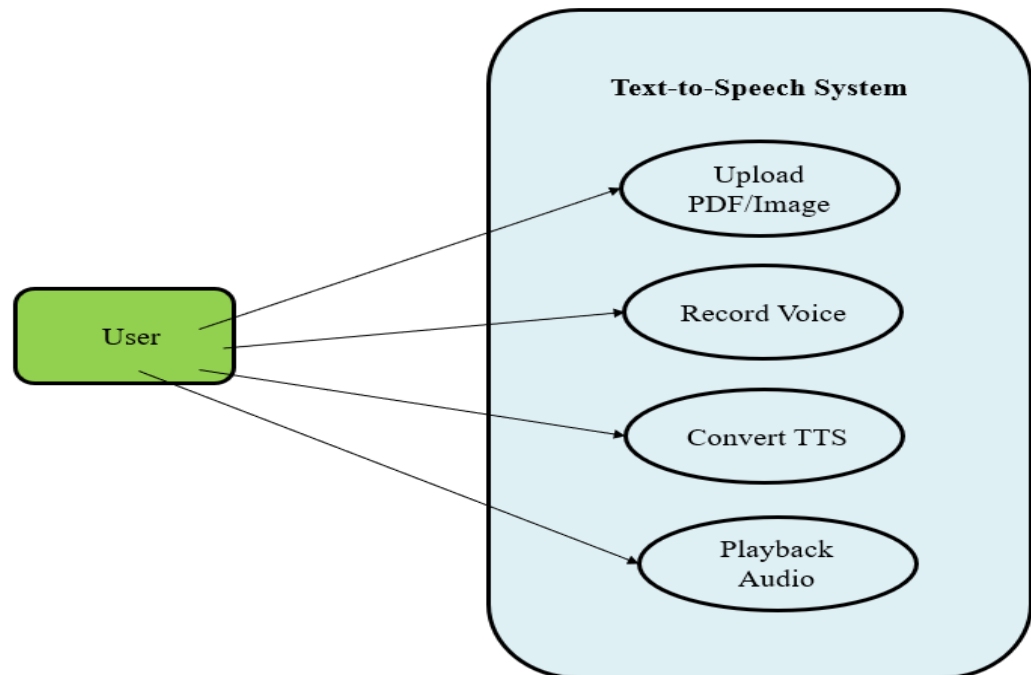 Text-to-Speech System
Upload
PDF/Image
Record Voice
User
Convert TTS
Playback
Audio